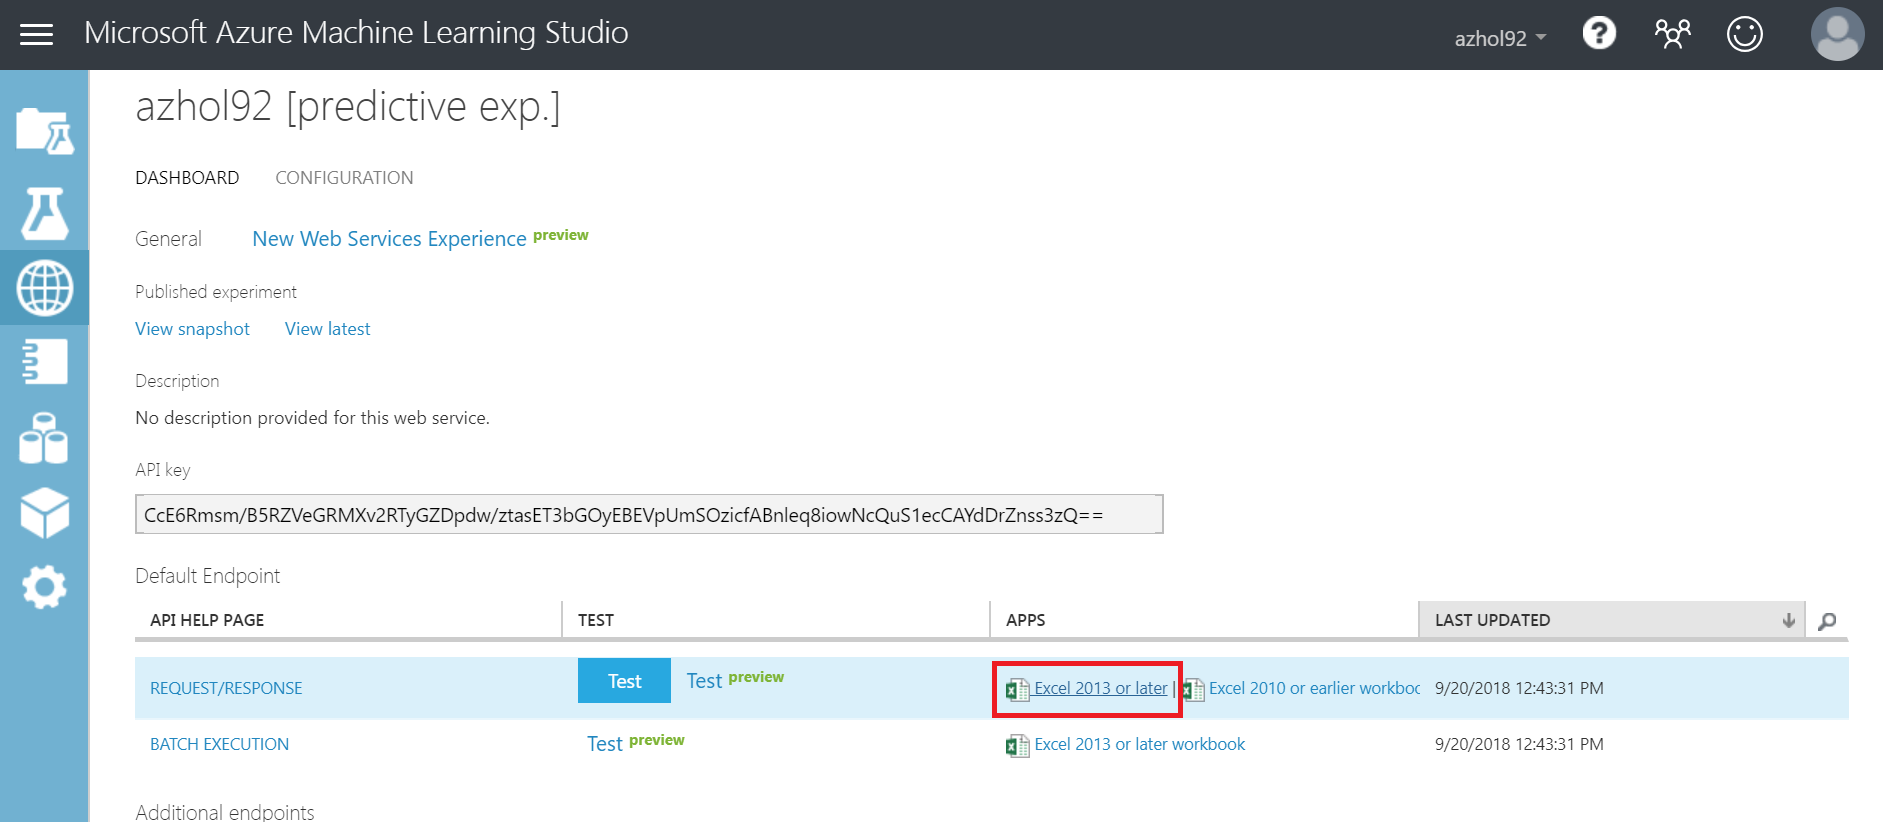 Microsoft Azure Machine Learning Studio
azhol92
?
azhol92 [predictive exp.]
DASHBOARD CONFIGURATION
General New Web Services Experience preview
Published experiment
View snapshot View latest
Description
No description provided for this web service.
API key
CcE6Rmsm/B5RZVeGRMXv2RTyGZDpdw/ztasET3bGOyEBEVpUmSOzicfABnleq8iowNcQuS1ecCAYdDrZnss3zQ==
Default Endpoint
API HELP PAGE TEST APPS LAST UPDATED
REQUEST/RESPONSE Test Test preview Excel 2013 or later | Excel 2010 or earlier workboo 9/20/2018 12:43:31 PM
BATCH EXECUTION Test preview Excel 2013 or later workbook 9/20/2018 12:43:31 PM
Additional endpoints